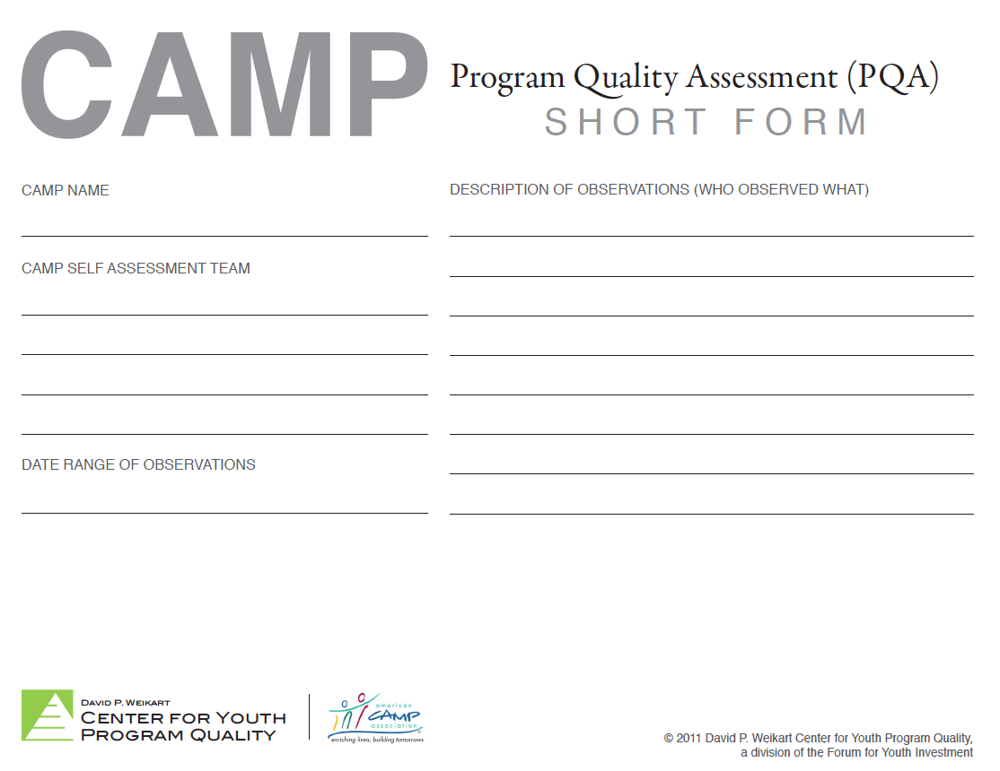 CAMP
Program Quality Assessment (PQA)
SHORT FORM
CAMP NAME
CAMP SELF ASSESSMENT TEAM
DATE RANGE OF OBSERVATIONS
DESCRIPTION OF OBSERVATIONS (WHO OBSERVED WHAT)
DAVID P. WEIKART
CENTER FOR YOUTH
PROGRAM QUALITY
american
CAMP
association®
enriching lives, building tomorrows
© 2011 David P. Weikart Center for Youth Program Quality,
a division of the Forum for Youth Investment